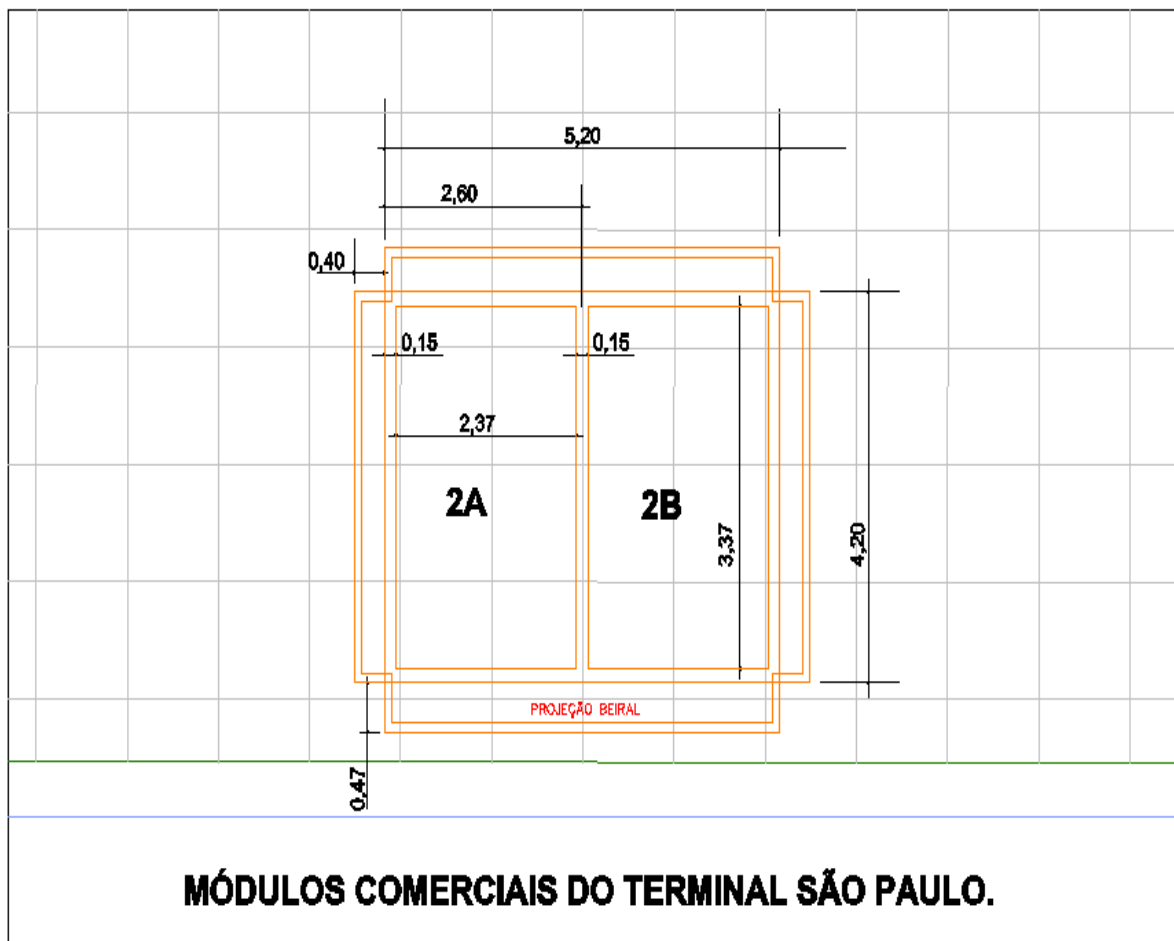 5,20
2,60
0,40
0,15 0,15
2,37
2A 2B
3,37
4,20
PROJEÇÃO BEIRAL
0,47
MÓDULOS COMERCIAIS DO TERMINAL SÃO PAULO.